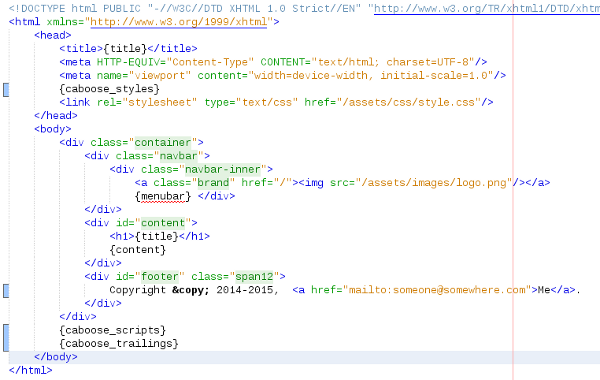 <!DOCTYPE html PUBLIC "-//W3C//DTD XHTML 1.0 Strict//EN" "http://www.w3.org/TR/xhtml1/DTD/xhtm
<html xmlns="http://www.w3.org/1999/xhtml">
<head>
<title>{title}</title>
<meta HTTP-EQUIV="Content-Type" CONTENT="text/html; charset=UTF-8"/>
<meta name="viewport" content="width=device-width, initial-scale=1.0"/>
{caboose_styles}
<link rel="stylesheet" type="text/css" href="/assets/css/style.css"/>
</head>
<body>
<div class="container">
<div class="navbar">
<div class="navbar-inner">
<a class="brand" href="/"><img src="/assets/images/logo.png"/></a>
{menubar} </div>
</div>
<div id="content">
<h1>{title}</h1>
{content}
</div>
<div id="footer" class="span12">
Copyright &copy; 2014-2015,  <a href="mailto:someone@somewhere.com">Me</a>.
</div>
</div>
{caboose_scripts}
{caboose_trailings}
</body>
</html>